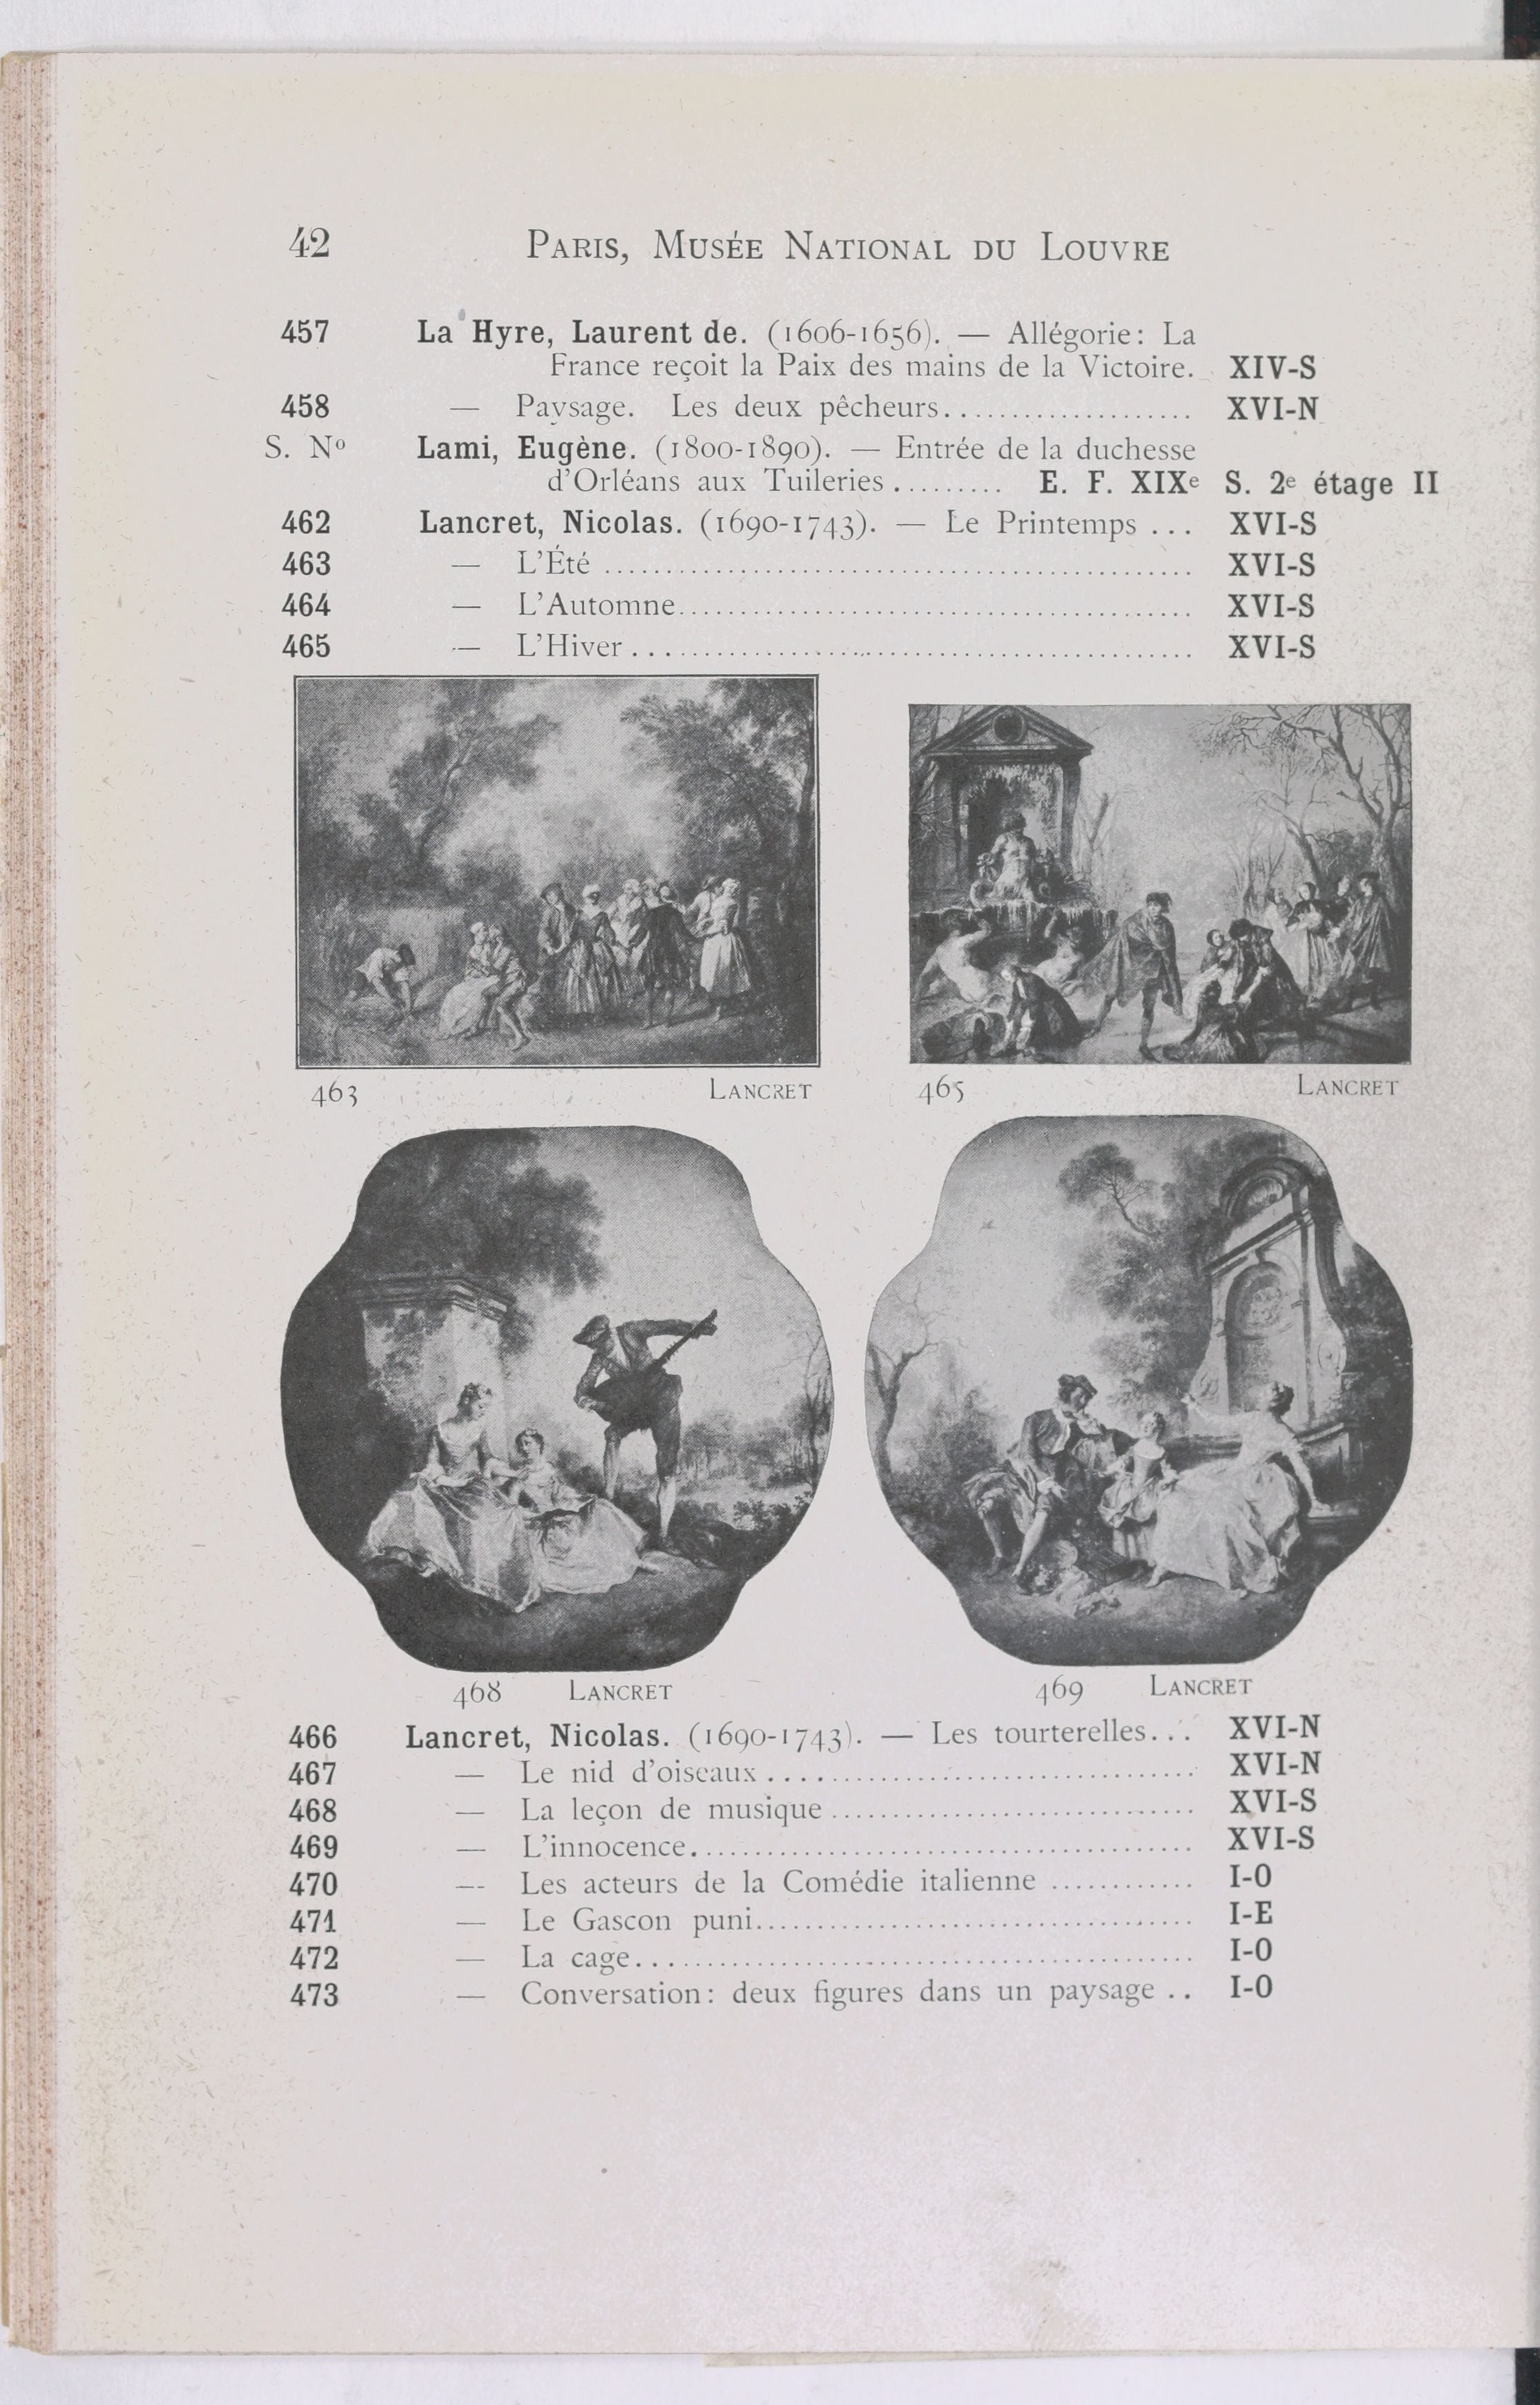 42 PARIS, MUSÉE NATIONAL DU LOUVRE
457 La Hyre, Laurent de. (1606-1656). — Allégorie: La
France reçoit la Paix des mains de la Victoire. XIV-S
458 — Paysage. Les deux pêcheurs.................... XVI-N
S. Nº Lami, Eugène. (1800-1890). — Entrée de la duchesse
d'Orléans aux Tuileries ......... E. F. XIXe S. 2e étage II
462 Lancret, Nicolas. (1690-1743). — Le Printemps ... XVI-S
463 — L'Été ............................................... XVI-S
464 — L'Automne......................................... XVI-S
465 — L'Hiver............................................. XVI-S
463 LANCRET
465 LANCRET
468 LANCRET
469 LANCRET
466 Lancret, Nicolas. (1690-1743). — Les tourterelles... XVI-N
467 — Le nid d'oiseaux .................................. XVI-N
468 — La leçon de musique ............................. XVI-S
469 — L'innocence........................................ XVI-S
470 — Les acteurs de la Comédie italienne ............ I-O
471 — Le Gascon puni................................... I-E
472 — La cage............................................. I-O
473 — Conversation: deux figures dans un paysage .. I-O